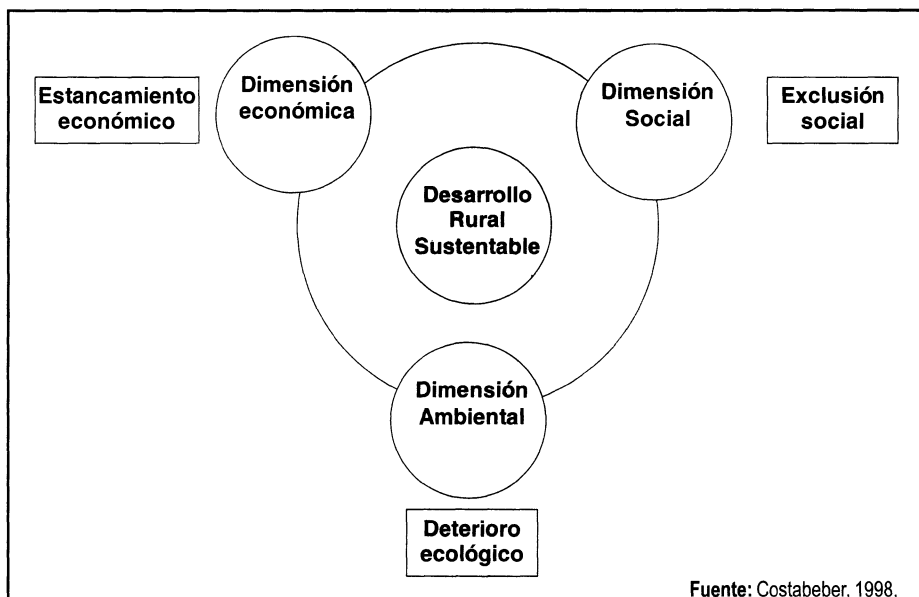 Estancamiento
económico
Dimensión
económica
Dimensión
Social
Exclusión
social
Desarrollo
Rural
Sustentable
Dimensión
Ambiental
Deterioro
ecológico
Fuente: Costabeber, 1998.